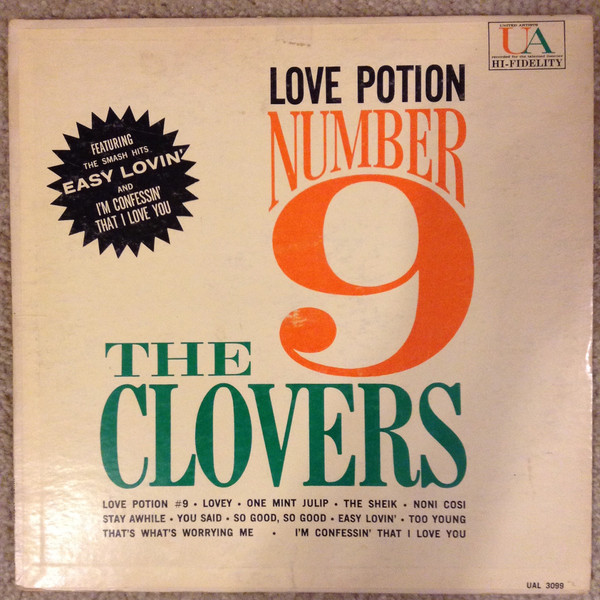 UNITED ARTISTS
UA
HI-FIDELITY
LOVE POTION
NUMBER
9
FEATURING
THE SMASH HITS
EASY LOVIN'
AND
I'M CONFESSIN'
THAT I LOVE YOU
THE
CLOVERS
LOVE POTION #9 • LOVEY • ONE MINT JULIP • THE SHEIK • NONI COSI
STAY AWHILE • YOU SAID • SO GOOD, SO GOOD • EASY LOVIN' • TOO YOUNG
THAT'S WHAT'S WORRYING ME • I'M CONFESSIN' THAT I LOVE YOU
UAL 3099